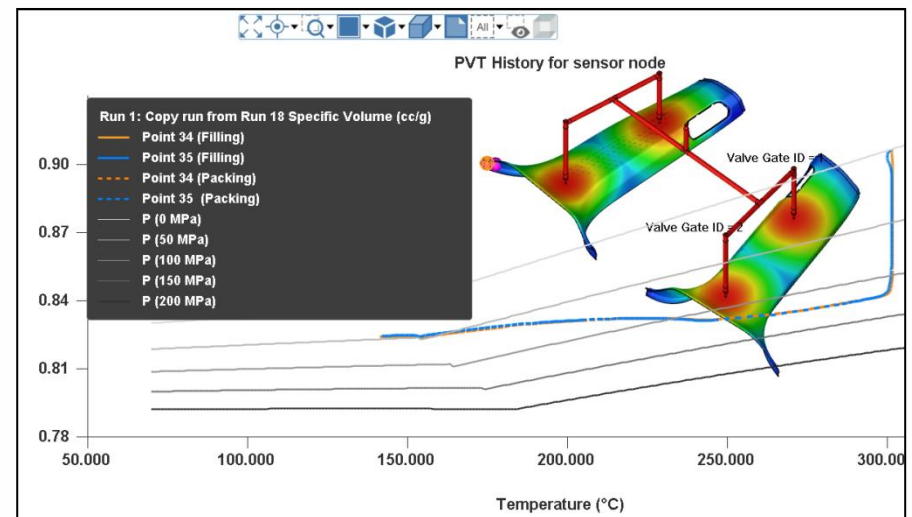 All
PVT History for sensor node
Run 1: Copy run from Run 18 Specific Volume (cc/g)
Point 34 (Filling)
Point 35 (Filling)
Point 34 (Packing)
Point 35 (Packing)
P (0 MPa)
P (50 MPa)
P (100 MPa)
P (150 MPa)
P (200 MPa)
Valve Gate ID = 1
Valve Gate ID = 2
0.90
0.87
0.84
0.81
0.78
50.000
100.000
150.000
200.000
250.000
300.00
Temperature (°C)